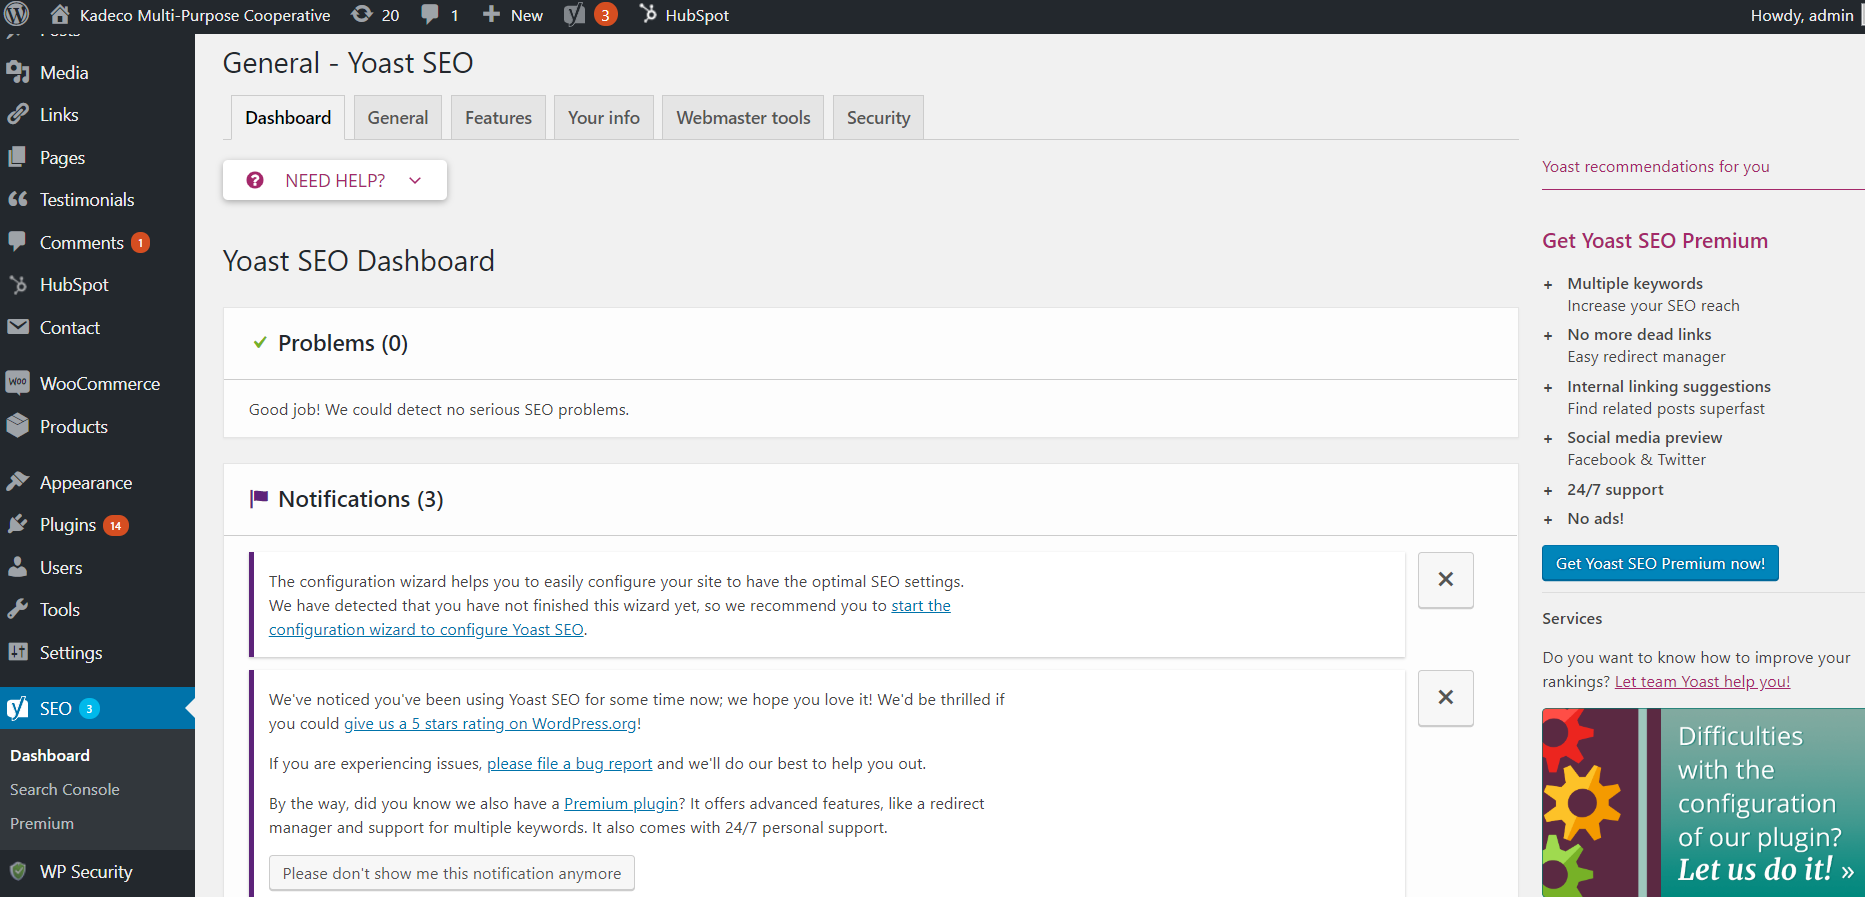 Kadeco Multi-Purpose Cooperative 20 1 New 3 HubSpot Howdy, admin
Posts
Media
Links
Pages
Testimonials
Comments 1
HubSpot
Contact
WOO WooCommerce
Products
Appearance
Plugins 14
Users
Tools
Settings
SEO 3
Dashboard
Search Console
Premium
WP Security
General - Yoast SEO
Dashboard General Features Your info Webmaster tools Security
? NEED HELP?
Yoast SEO Dashboard
Problems (0)
Good job! We could detect no serious SEO problems.
Notifications (3)
The configuration wizard helps you to easily configure your site to have the optimal SEO settings.
We have detected that you have not finished this wizard yet, so we recommend you to start the
configuration wizard to configure Yoast SEO.
We've noticed you've been using Yoast SEO for some time now; we hope you love it! We'd be thrilled if
you could give us a 5 stars rating on WordPress.org!
If you are experiencing issues, please file a bug report and we'll do our best to help you out.
By the way, did you know we also have a Premium plugin? It offers advanced features, like a redirect
manager and support for multiple keywords. It also comes with 24/7 personal support.
Please don't show me this notification anymore
Yoast recommendations for you
Get Yoast SEO Premium
+ Multiple keywords
Increase your SEO reach
+ No more dead links
Easy redirect manager
+ Internal linking suggestions
Find related posts superfast
+ Social media preview
Facebook & Twitter
+ 24/7 support
+ No ads!
Get Yoast SEO Premium now!
Services
Do you want to know how to improve your
rankings? Let team Yoast help you!
Difficulties
with the
configuration
of our plugin?
Let us do it! »